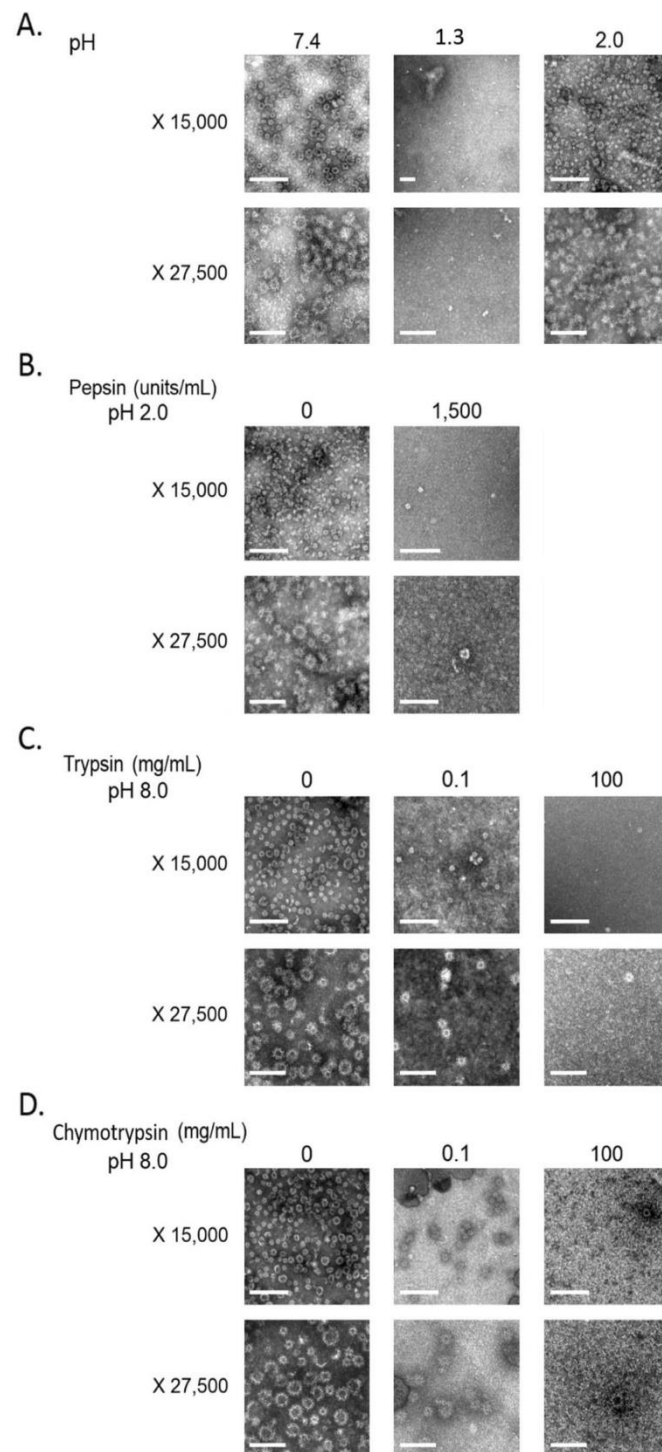 A.
pH 7.4 1.3 2.0
X 15,000
X 27,500
B.
Pepsin (units/mL)
pH 2.0 0 1,500
X 15,000
X 27,500
C.
Trypsin (mg/mL)
pH 8.0 0 0.1 100
X 15,000
X 27,500
D.
Chymotrypsin (mg/mL)
pH 8.0 0 0.1 100
X 15,000
X 27,500